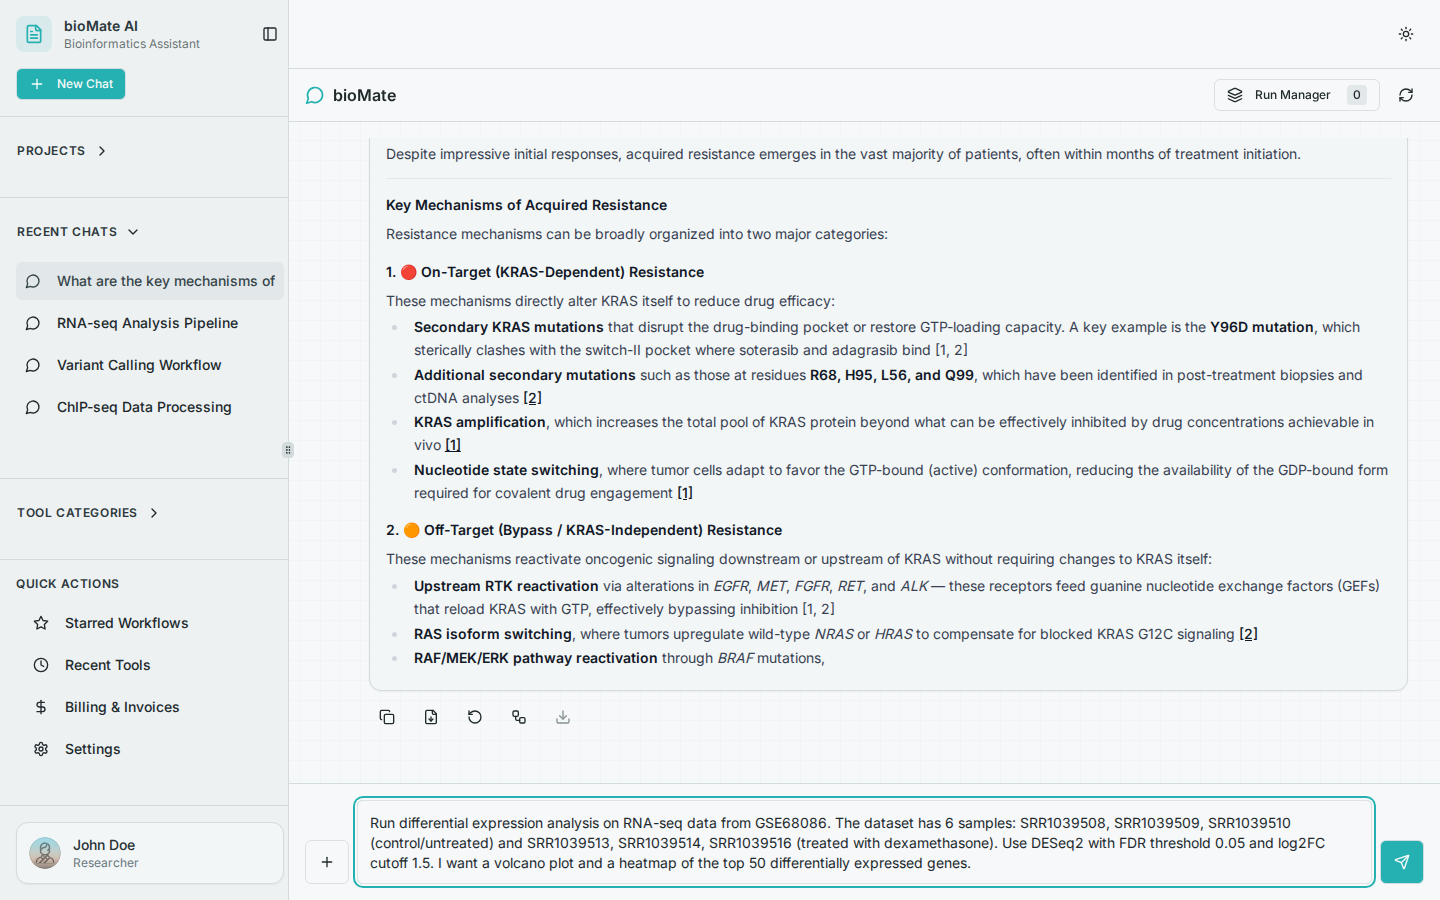 bioMate AI
Bioinformatics Assistant
New Chat
PROJECTS
RECENT CHATS
What are the key mechanisms of
RNA-seq Analysis Pipeline
Variant Calling Workflow
ChIP-seq Data Processing
TOOL CATEGORIES
QUICK ACTIONS
Starred Workflows
Recent Tools
Billing & Invoices
Settings
John Doe
Researcher
bioMate
Run Manager 0
Despite impressive initial responses, acquired resistance emerges in the vast majority of patients, often within months of treatment initiation.
Key Mechanisms of Acquired Resistance
Resistance mechanisms can be broadly organized into two major categories:
1. 🔴 On-Target (KRAS-Dependent) Resistance
These mechanisms directly alter KRAS itself to reduce drug efficacy:
Secondary KRAS mutations that disrupt the drug-binding pocket or restore GTP-loading capacity. A key example is the Y96D mutation, which
sterically clashes with the switch-II pocket where soterasib and adagrasib bind [1, 2]
Additional secondary mutations such as those at residues R68, H95, L56, and Q99, which have been identified in post-treatment biopsies and
ctDNA analyses [2]
KRAS amplification, which increases the total pool of KRAS protein beyond what can be effectively inhibited by drug concentrations achievable in
vivo [1]
Nucleotide state switching, where tumor cells adapt to favor the GTP-bound (active) conformation, reducing the availability of the GDP-bound form
required for covalent drug engagement [1]
2. 🟠 Off-Target (Bypass / KRAS-Independent) Resistance
These mechanisms reactivate oncogenic signaling downstream or upstream of KRAS without requiring changes to KRAS itself:
Upstream RTK reactivation via alterations in EGFR, MET, FGFR, RET, and ALK — these receptors feed guanine nucleotide exchange factors (GEFs)
that reload KRAS with GTP, effectively bypassing inhibition [1, 2]
RAS isoform switching, where tumors upregulate wild-type NRAS or HRAS to compensate for blocked KRAS G12C signaling [2]
RAF/MEK/ERK pathway reactivation through BRAF mutations,
Run differential expression analysis on RNA-seq data from GSE68086. The dataset has 6 samples: SRR1039508, SRR1039509, SRR1039510
(control/untreated) and SRR1039513, SRR1039514, SRR1039516 (treated with dexamethasone). Use DESeq2 with FDR threshold 0.05 and log2FC
cutoff 1.5. I want a volcano plot and a heatmap of the top 50 differentially expressed genes.